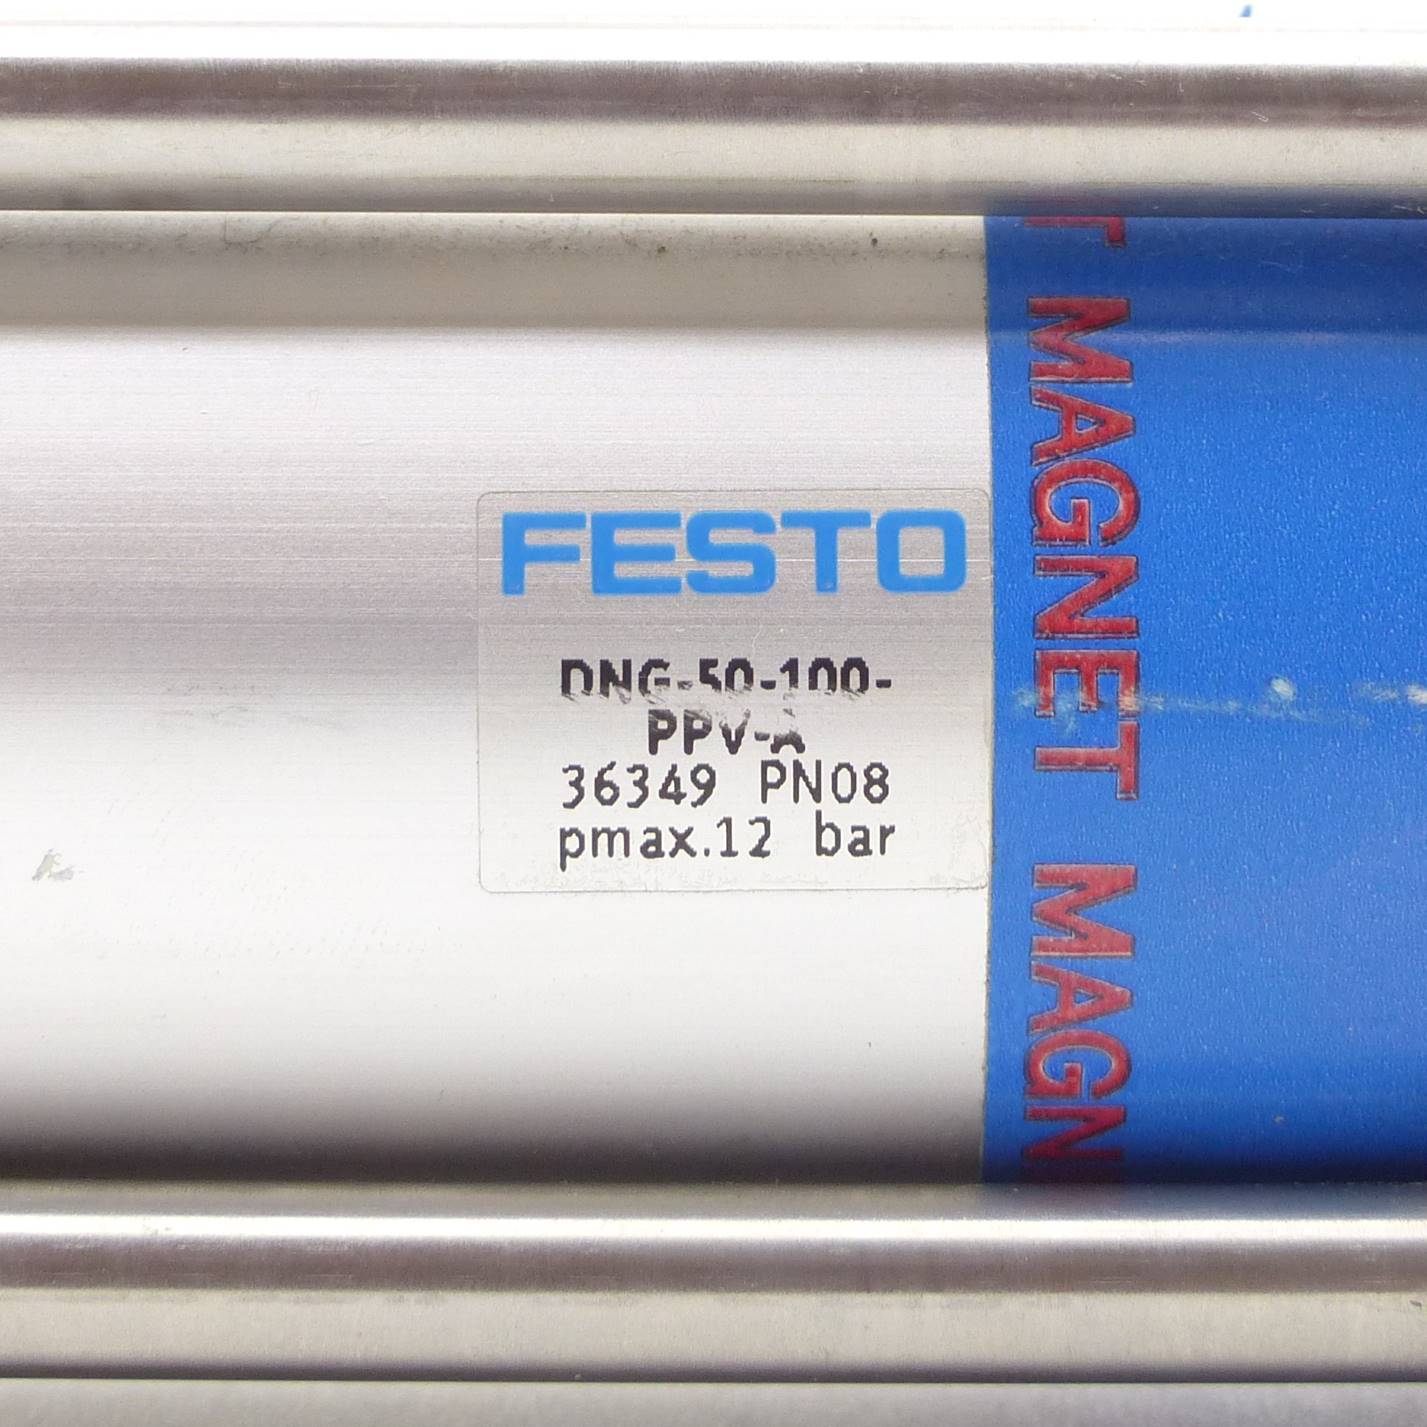 FESTO
DNG-50-100-
PPV-A
36349 PN08
pmax.12 bar
T MAGNET MAGN